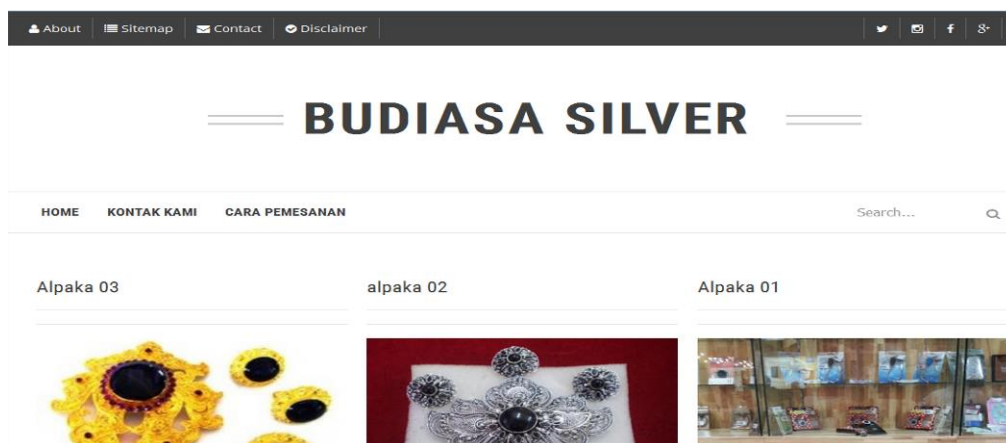 About Sitemap Contact Disclaimer
BUDIASA SILVER
HOME KONTAK KAMI CARA PEMESANAN Search...
Alpaka 03 alpaka 02 Alpaka 01